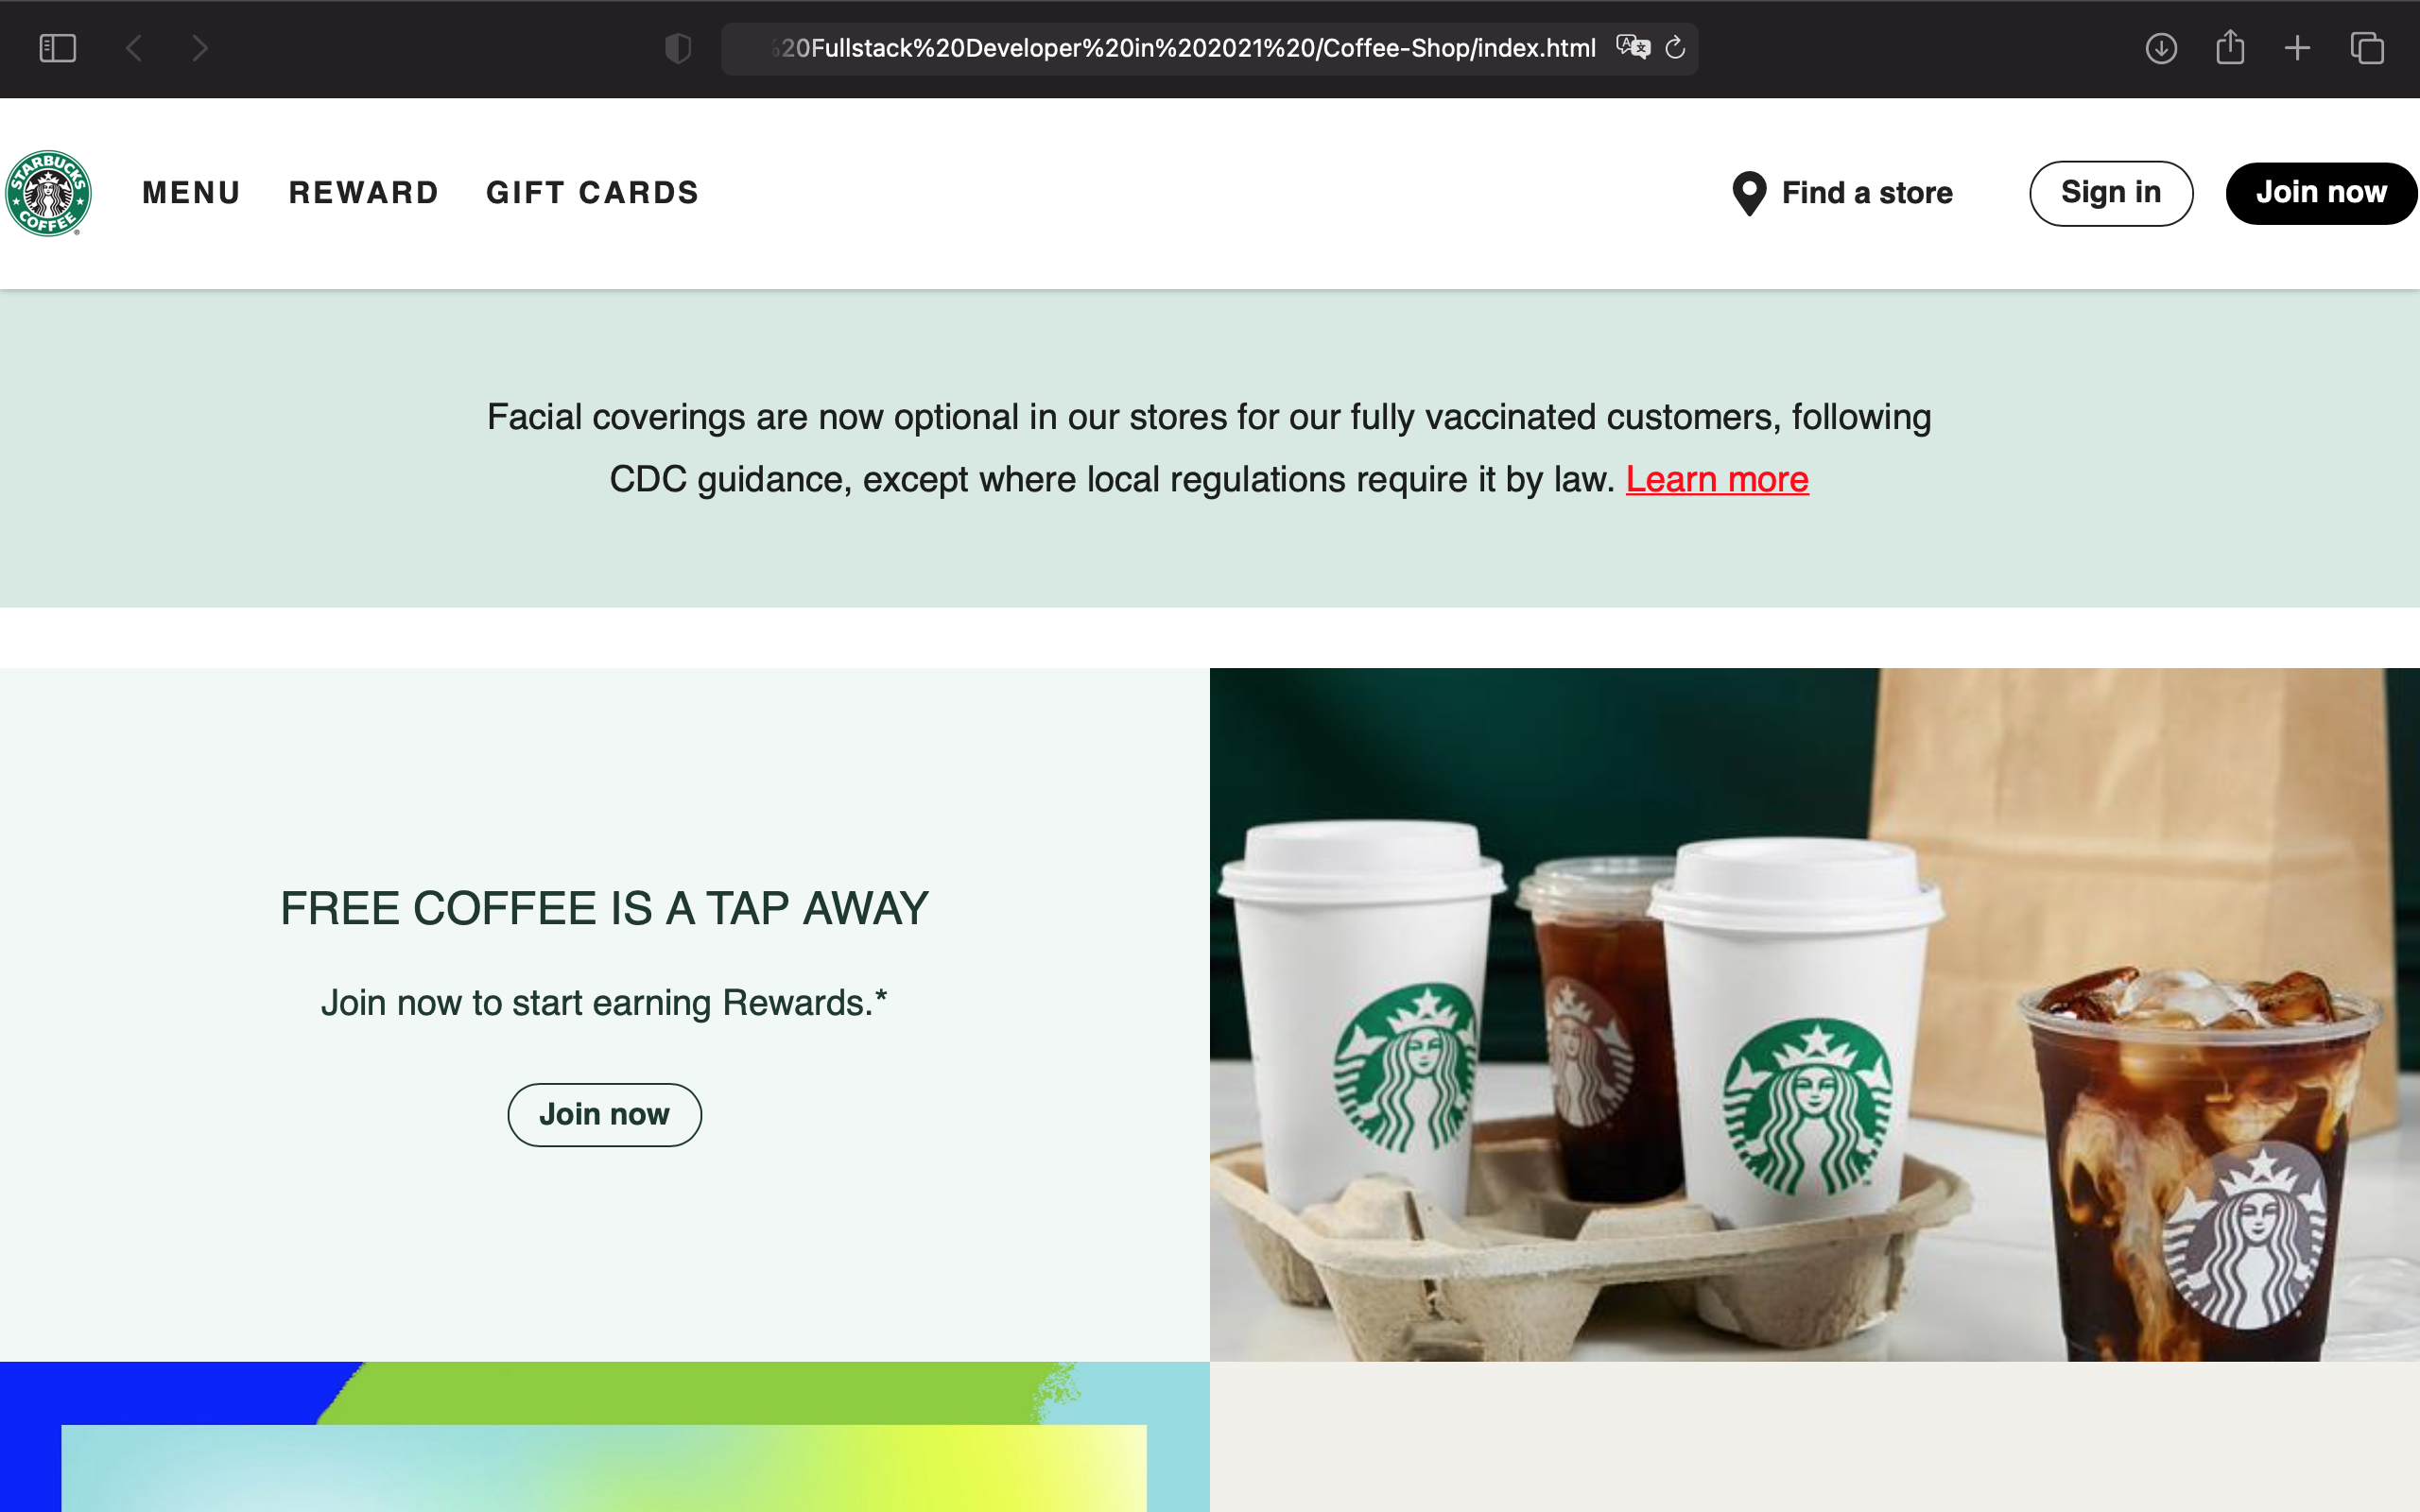 20Fullstack%20Developer%20in%202021%20/Coffee-Shop/index.html
STARBUCKS COFFEE
MENU REWARD GIFT CARDS Find a store Sign in Join now
Facial coverings are now optional in our stores for our fully vaccinated customers, following
CDC guidance, except where local regulations require it by law. Learn more
FREE COFFEE IS A TAP AWAY
Join now to start earning Rewards.*
Join now